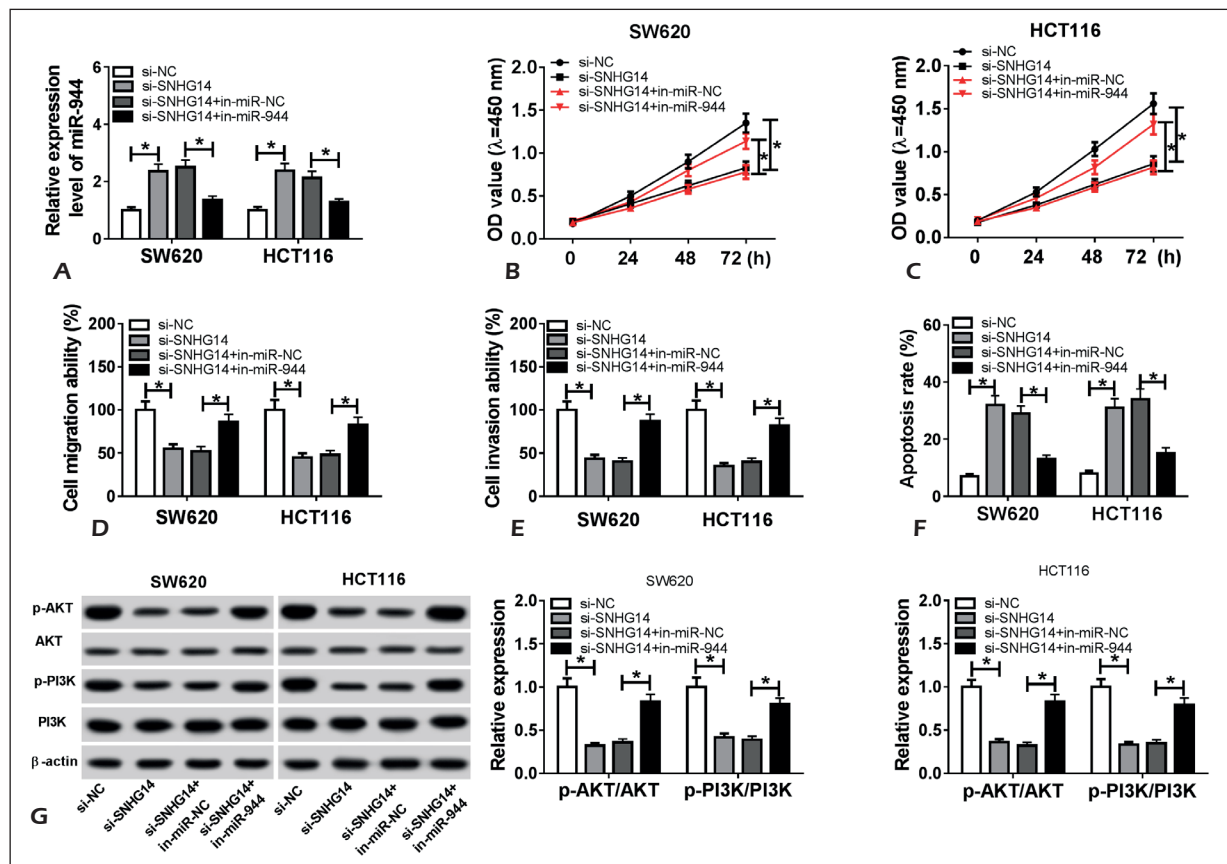 Relative expression
level of miR-944
6
4
2
0
si-NC
si-SNHG14
si-SNHG14+in-miR-NC
si-SNHG14+in-miR-944
* * * *
SW620 HCT116
A
SW620
OD value (λ=450 nm)
2.0
1.5
1.0
0.5
0.0
si-NC
si-SNHG14
si-SNHG14+in-miR-NC
si-SNHG14+in-miR-944
* *
0 24 48 72 (h)
B
HCT116
OD value (λ=450 nm)
2.0
1.5
1.0
0.5
0.0
si-NC
si-SNHG14
si-SNHG14+in-miR-NC
si-SNHG14+in-miR-944
* *
0 24 48 72 (h)
C
Cell migration ability (%)
200
150
100
50
0
si-NC
si-SNHG14
si-SNHG14+in-miR-NC
si-SNHG14+in-miR-944
* * * *
SW620 HCT116
D
Cell invasion ability (%)
200
150
100
50
0
si-NC
si-SNHG14
si-SNHG14+in-miR-NC
si-SNHG14+in-miR-944
* * * *
SW620 HCT116
E
Apoptosis rate (%)
60
40
20
0
si-NC
si-SNHG14
si-SNHG14+in-miR-NC
si-SNHG14+in-miR-944
* * * *
SW620 HCT116
F
SW620 HCT116
p-AKT
AKT
p-PI3K
PI3K
β-actin
si-NC
si-SNHG14
si-SNHG14+
in-miR-NC
si-SNHG14+
in-miR-944
si-NC
si-SNHG14
si-SNHG14+
in-miR-NC
si-SNHG14+
in-miR-944
G
SW620
Relative expression
2.0
1.5
1.0
0.5
0.0
si-NC
si-SNHG14
si-SNHG14+in-miR-NC
si-SNHG14+in-miR-944
* * * *
p-AKT/AKT p-PI3K/PI3K
HCT116
Relative expression
2.0
1.5
1.0
0.5
0.0
si-NC
si-SNHG14
si-SNHG14+in-miR-NC
si-SNHG14+in-miR-944
* * * *
p-AKT/AKT p-PI3K/PI3K